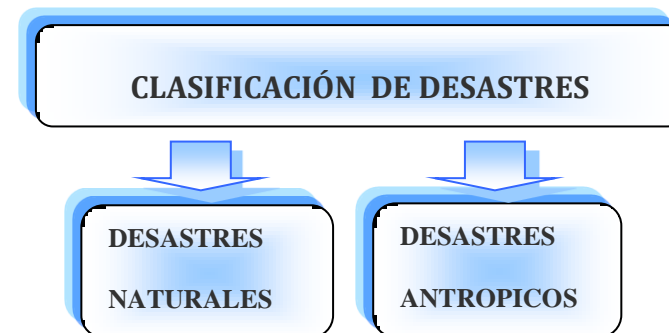 CLASIFICACIÓN DE DESASTRES
DESASTRES
NATURALES
DESASTRES
ANTROPICOS